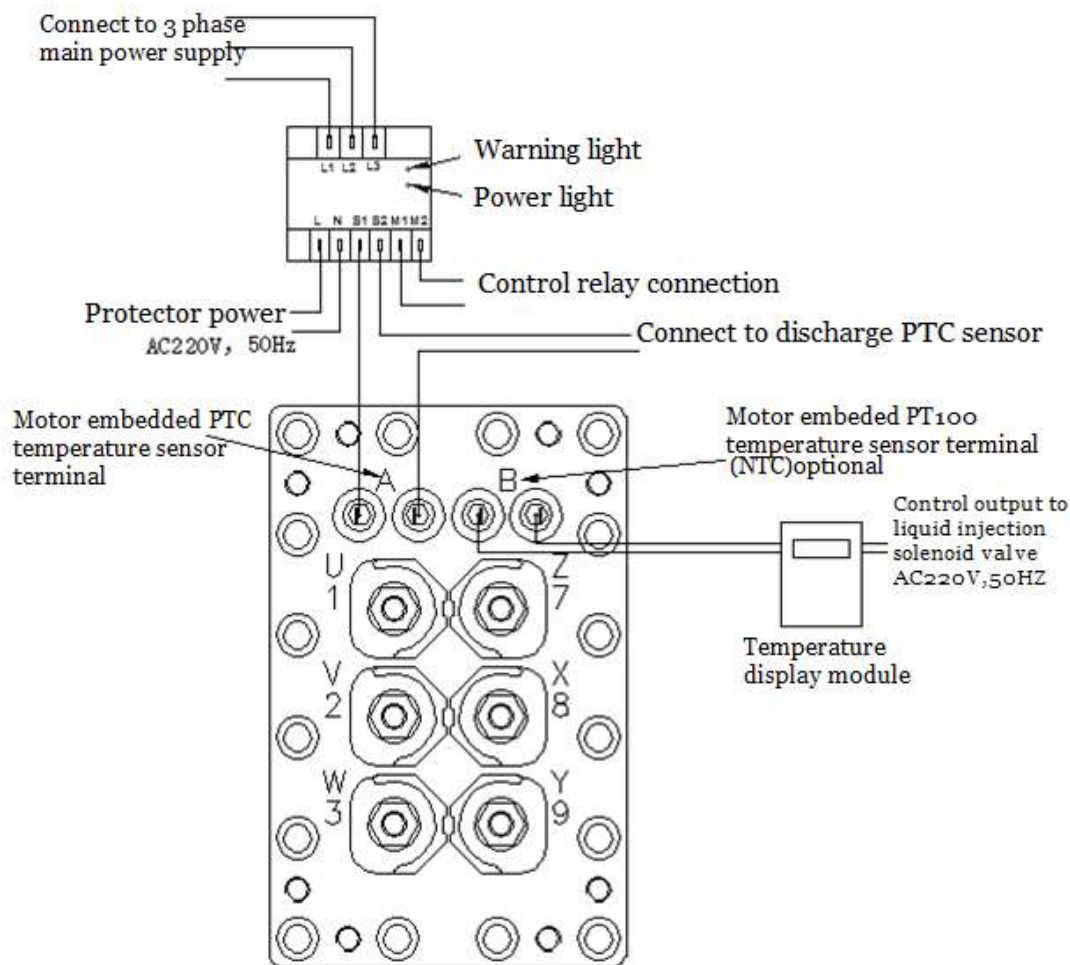 Connect to 3 phase
main power supply
L1 L2 L3
Warning light
Power light
L N S1 S2 M1 M2
Control relay connection
Protector power
AC220V, 50Hz
Connect to discharge PTC sensor
Motor embedded PTC
temperature sensor
terminal
Motor embeded PT100
temperature sensor terminal
(NTC)optional
A B
Control output to
liquid injection
solenoid valve
AC220V,50HZ
U Z
1 7
Temperature
display module
V X
2 8
W Y
3 9